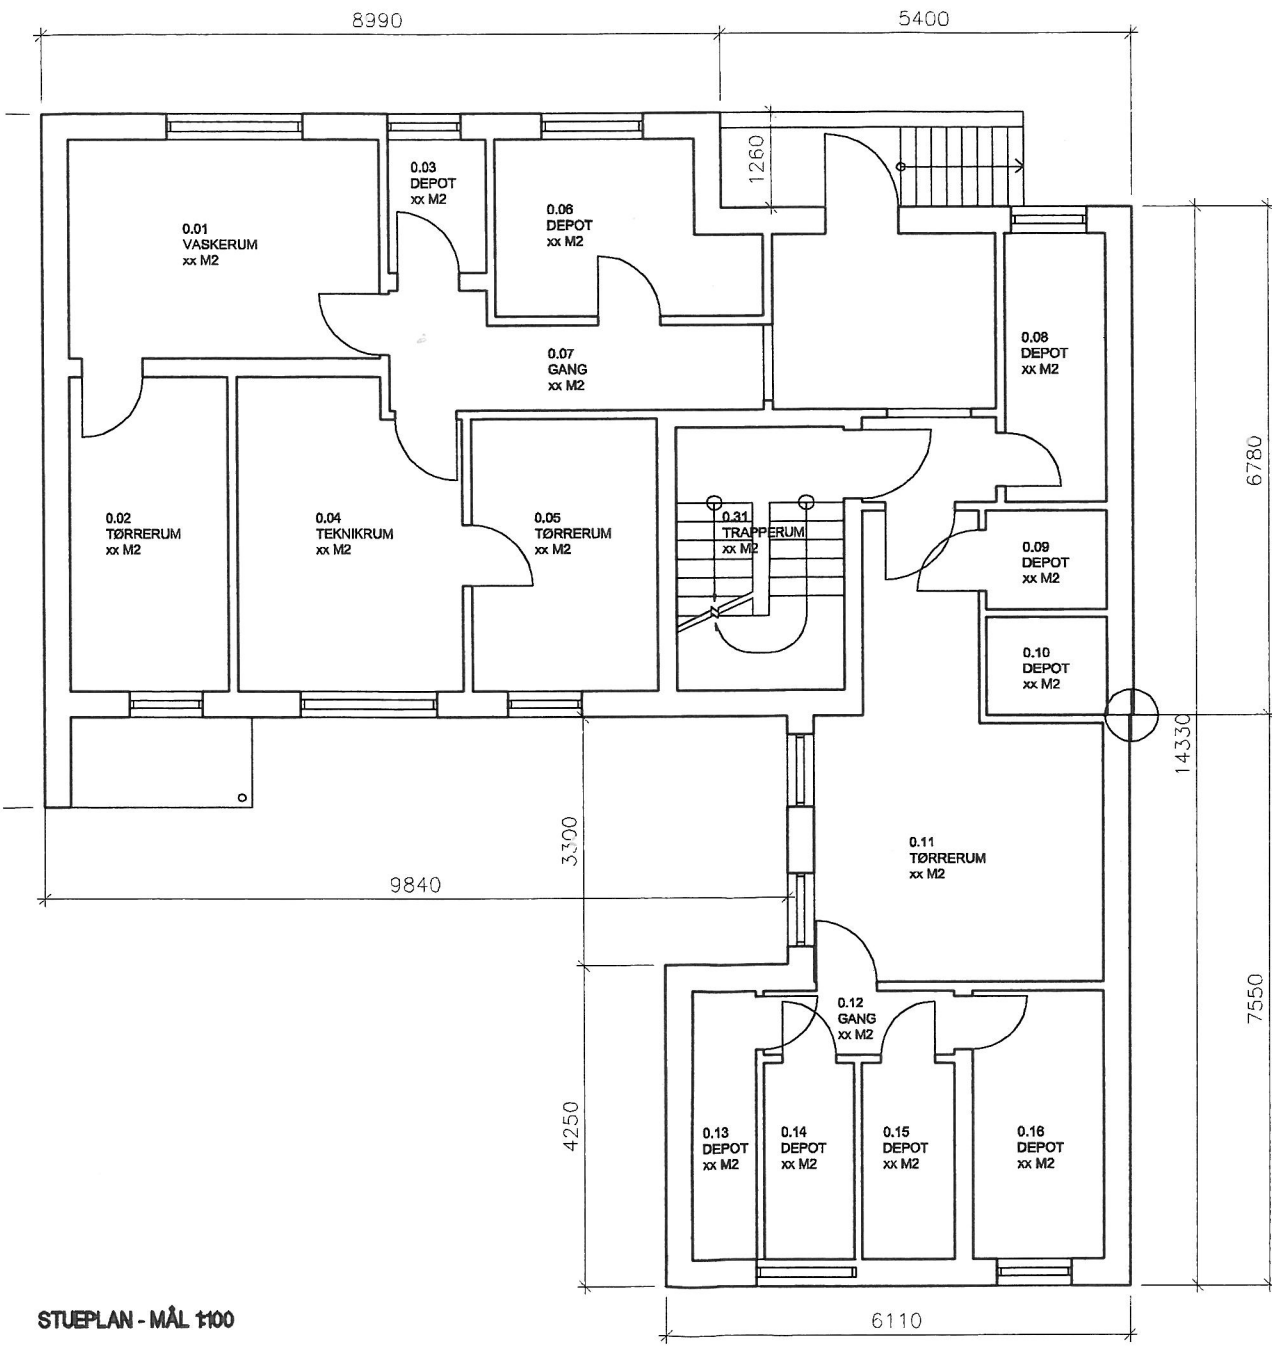 8990
5400
1260
0.03
DEPOT
xx M2
0.01
VASKERUM
xx M2
0.06
DEPOT
xx M2
0.07
GANG
xx M2
0.08
DEPOT
xx M2
6780
0.02
TØRRERUM
xx M2
0.04
TEKNIKRUM
xx M2
0.05
TØRRERUM
xx M2
0.31
TRAPPERUM
xx M2
0.09
DEPOT
xx M2
0.10
DEPOT
xx M2
14330
3300
0.11
TØRRERUM
xx M2
9840
0.12
GANG
xx M2
7550
4250
0.13
DEPOT
xx M2
0.14
DEPOT
xx M2
0.15
DEPOT
xx M2
0.16
DEPOT
xx M2
STUEPLAN - MÅL 1:100
6110